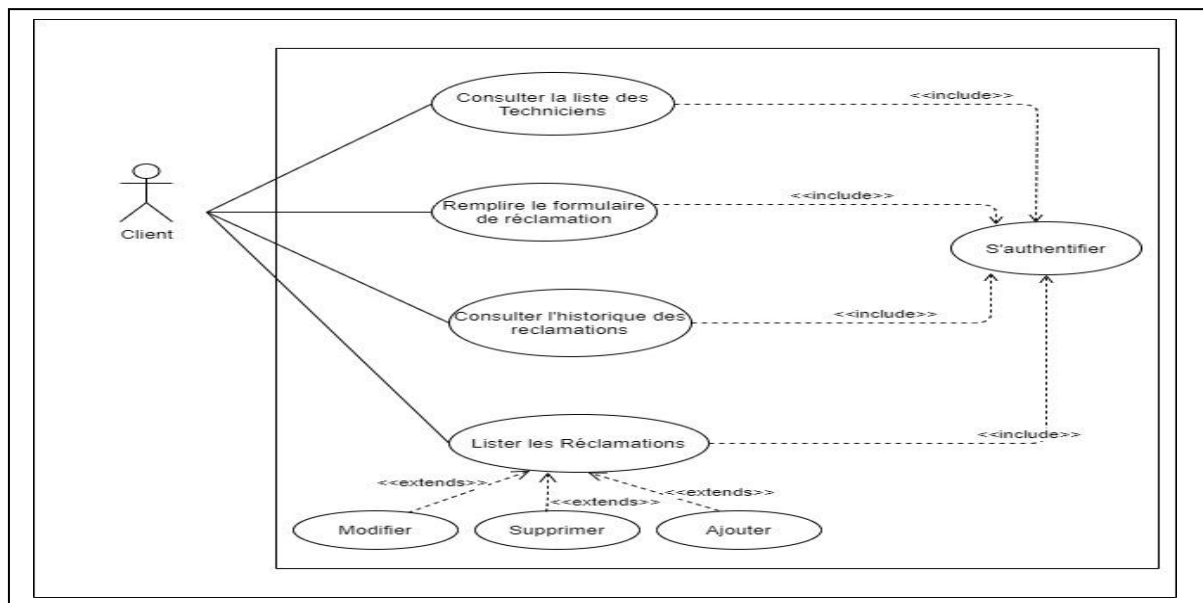 Consulter la liste des
Techniciens
<<include>>
Remplire le formulaire
de réclamation
<<include>>
Client
S'authentifier
Consulter l'historique des
reclamations
<<include>>
Lister les Réclamations
<<include>>
<<extends>>
<<extends>>
<<extends>>
Modifier
Supprimer
Ajouter